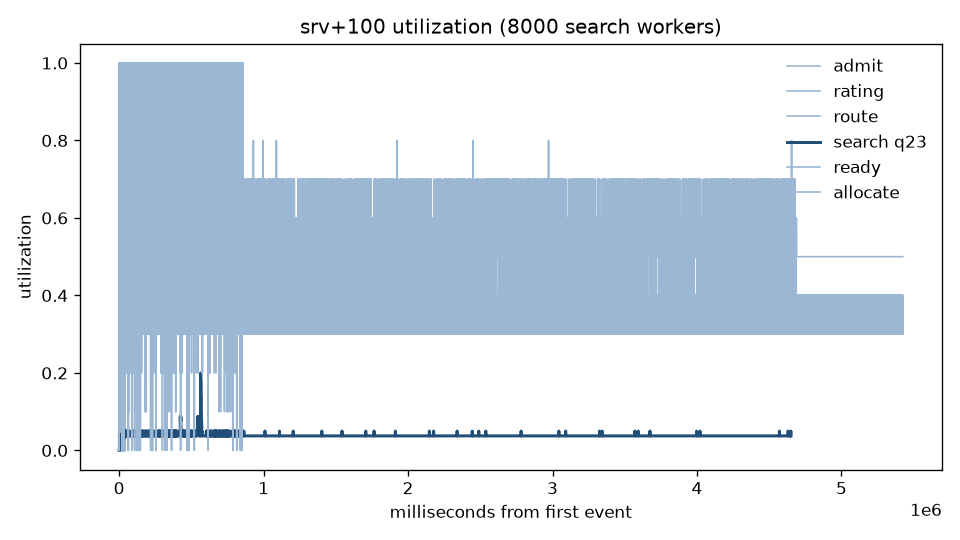 srv+100 utilization (8000 search workers)
utilization
1.0
0.8
0.6
0.4
0.2
0.0
admit
rating
route
search q23
ready
allocate
0 1 2 3 4 5
1e6
milliseconds from first event